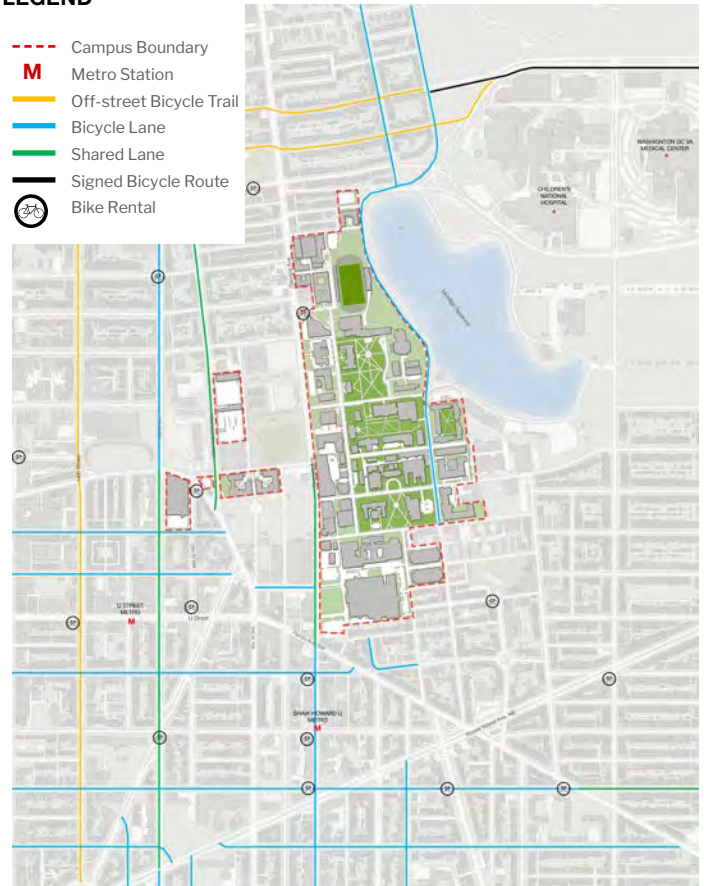 LEGEND
Campus Boundary
M Metro Station
Off-street Bicycle Trail
Bicycle Lane
Shared Lane
Signed Bicycle Route
Bike Rental
WASHINGTON DC VA
MEDICAL CENTER
CHILDREN'S
NATIONAL
HOSPITAL
U STREET
METRO
M
U Street
SHAW HOWARD U
METRO
M